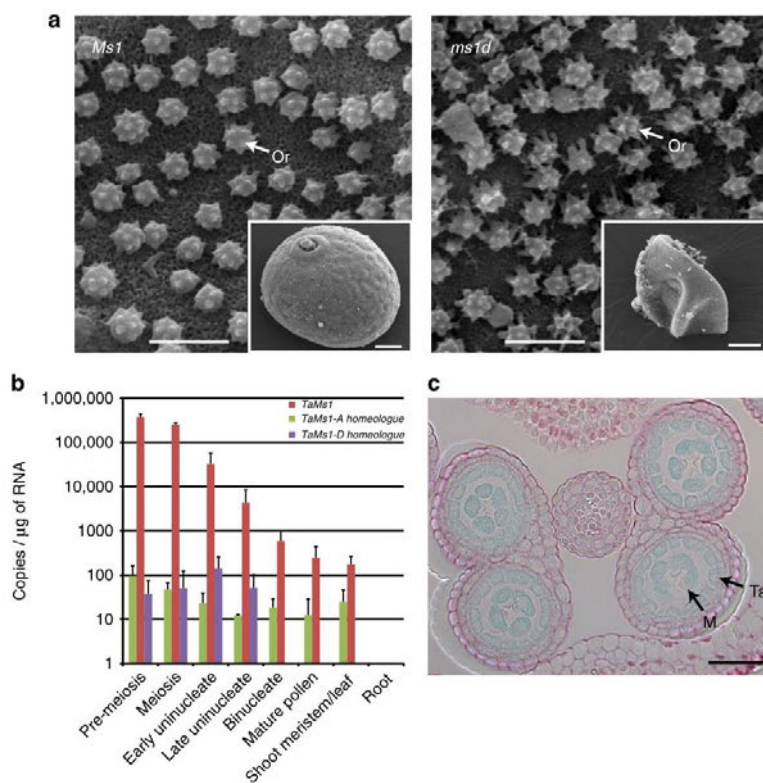 a
Ms1
Or
ms1d
Or
b
Copies / µg of RNA
1,000,000
100,000
10,000
1000
100
10
1
TaMs1
TaMs1-A homeologue
TaMs1-D homeologue
Pre-meiosis
Meiosis
Early uninucleate
Late uninucleate
Binucleate
Mature pollen
Shoot meristem/leaf
Root
c
Ta
M